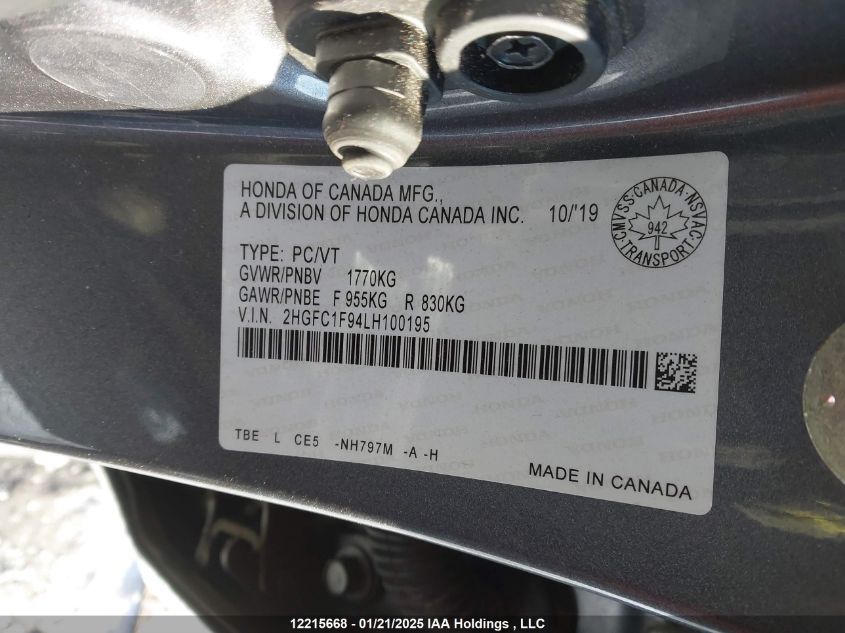 HONDA OF CANADA MFG.,
A DIVISION OF HONDA CANADA INC. 10/'19
CMVSS·CANADA·NSVAC·TRANSPORT·
942
TYPE: PC/VT
GVWR/PNBV 1770KG
GAWR/PNBE F 955KG R 830KG
V.I.N. 2HGFC1F94LH100195
TBE L CE5 -NH797M -A -H
MADE IN CANADA
12215668 - 01/21/2025 IAA Holdings , LLC